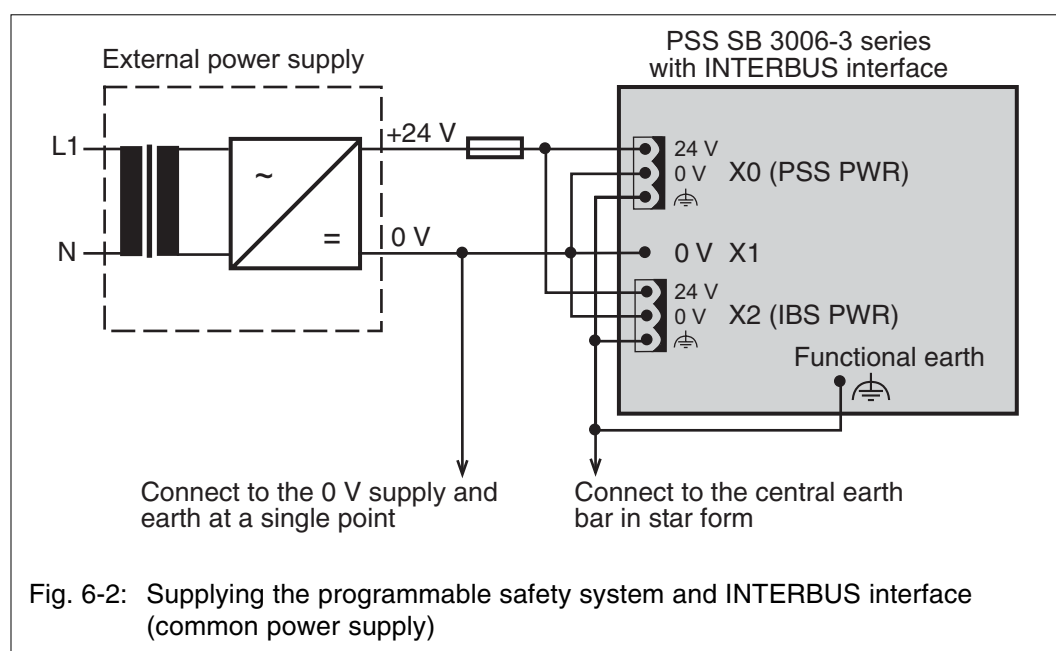 External power supply
PSS SB 3006-3 series
with INTERBUS interface
L1
+24 V
24 V
0 V
X0 (PSS PWR)
~
=
N
0 V
0 V X1
24 V
0 V
X2 (IBS PWR)
Functional earth
Connect to the 0 V supply and
earth at a single point
Connect to the central earth
bar in star form
Fig. 6-2: Supplying the programmable safety system and INTERBUS interface
(common power supply)